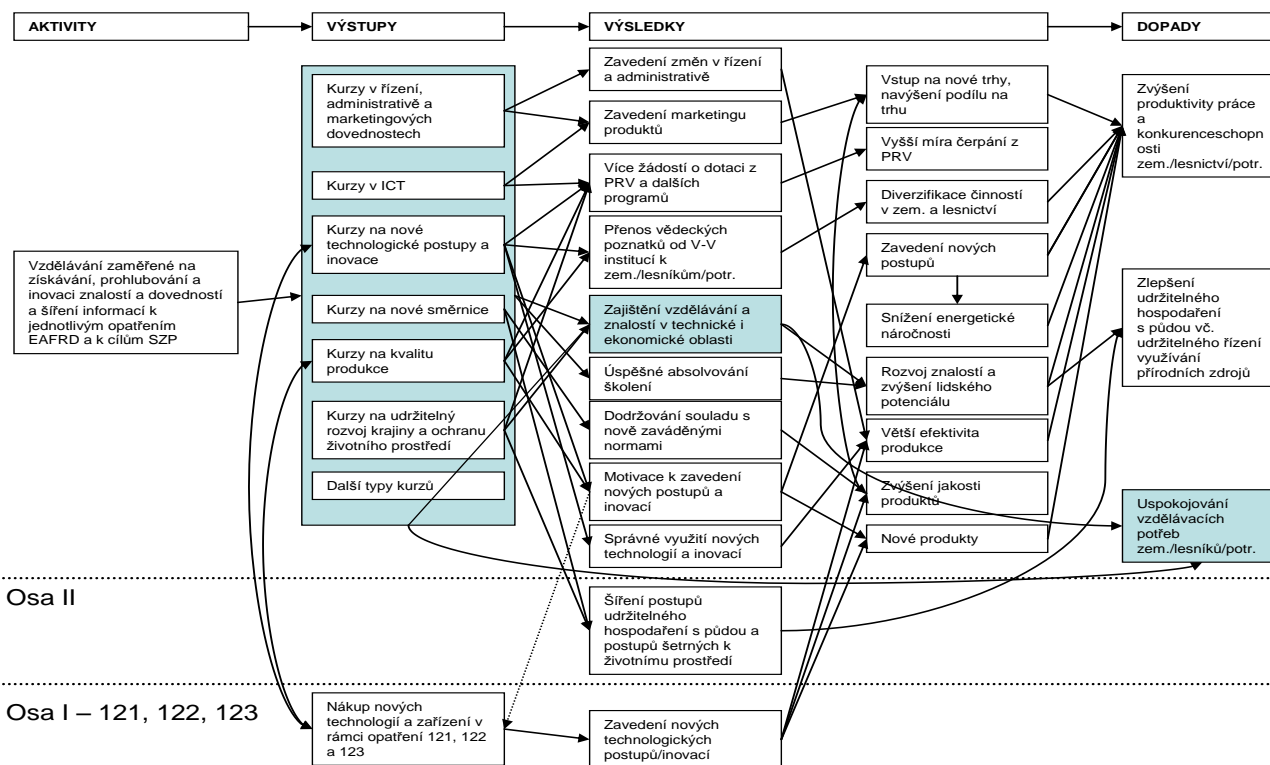 AKTIVITY
VÝSTUPY
VÝSLEDKY
DOPADY
Vzdělávání zaměřené na
získávání, prohlubování a
inovaci znalostí a dovedností
a šíření informací k
jednotlivým opatřením
EAFRD a k cílům SZP
Kurzy v řízení,
administrativě a
marketingových
dovednostech
Kurzy v ICT
Kurzy na nové
technologické postupy a
inovace
Kurzy na nové směrnice
Kurzy na kvalitu
produkce
Kurzy na udržitelný
rozvoj krajiny a ochranu
životního prostředí
Další typy kurzů
Zavedení změn v řízení
a administrativě
Zavedení marketingu
produktů
Více žádostí o dotaci z
PRV a dalších
programů
Přenos vědeckých
poznatků od V-V
institucí k
zem./lesníkům/potr.
Zajištění vzdělávání a
znalostí v technické i
ekonomické oblasti
Úspěšné absolvování
školení
Dodržování souladu s
nově zaváděnými
normami
Motivace k zavedení
nových postupů a
inovací
Správné využití nových
technologií a inovací
Vstup na nové trhy,
navýšení podílu na
trhu
Vyšší míra čerpání z
PRV
Diverzifikace činností
v zem. a lesnictví
Zavedení nových
postupů
Snížení energetické
náročnosti
Rozvoj znalostí a
zvýšení lidského
potenciálu
Větší efektivita
produkce
Zvýšení jakosti
produktů
Nové produkty
Zvýšení
produktivity práce
a
konkurenceschopn
osti
zem./lesnictví/potr.
Zlepšení
udržitelného
hospodaření
s půdou vč.
udržitelného řízení
využívání
přírodních zdrojů
Uspokojování
vzdělávacích
potřeb
zem./lesníků/potr.
Osa II
Šíření postupů
udržitelného
hospodaření s půdou a
postupů šetrných k
životnímu prostředí
Osa I – 121, 122, 123
Nákup nových
technologií a zařízení v
rámci opatření 121, 122
a 123
Zavedení nových
technologických
postupů/inovací